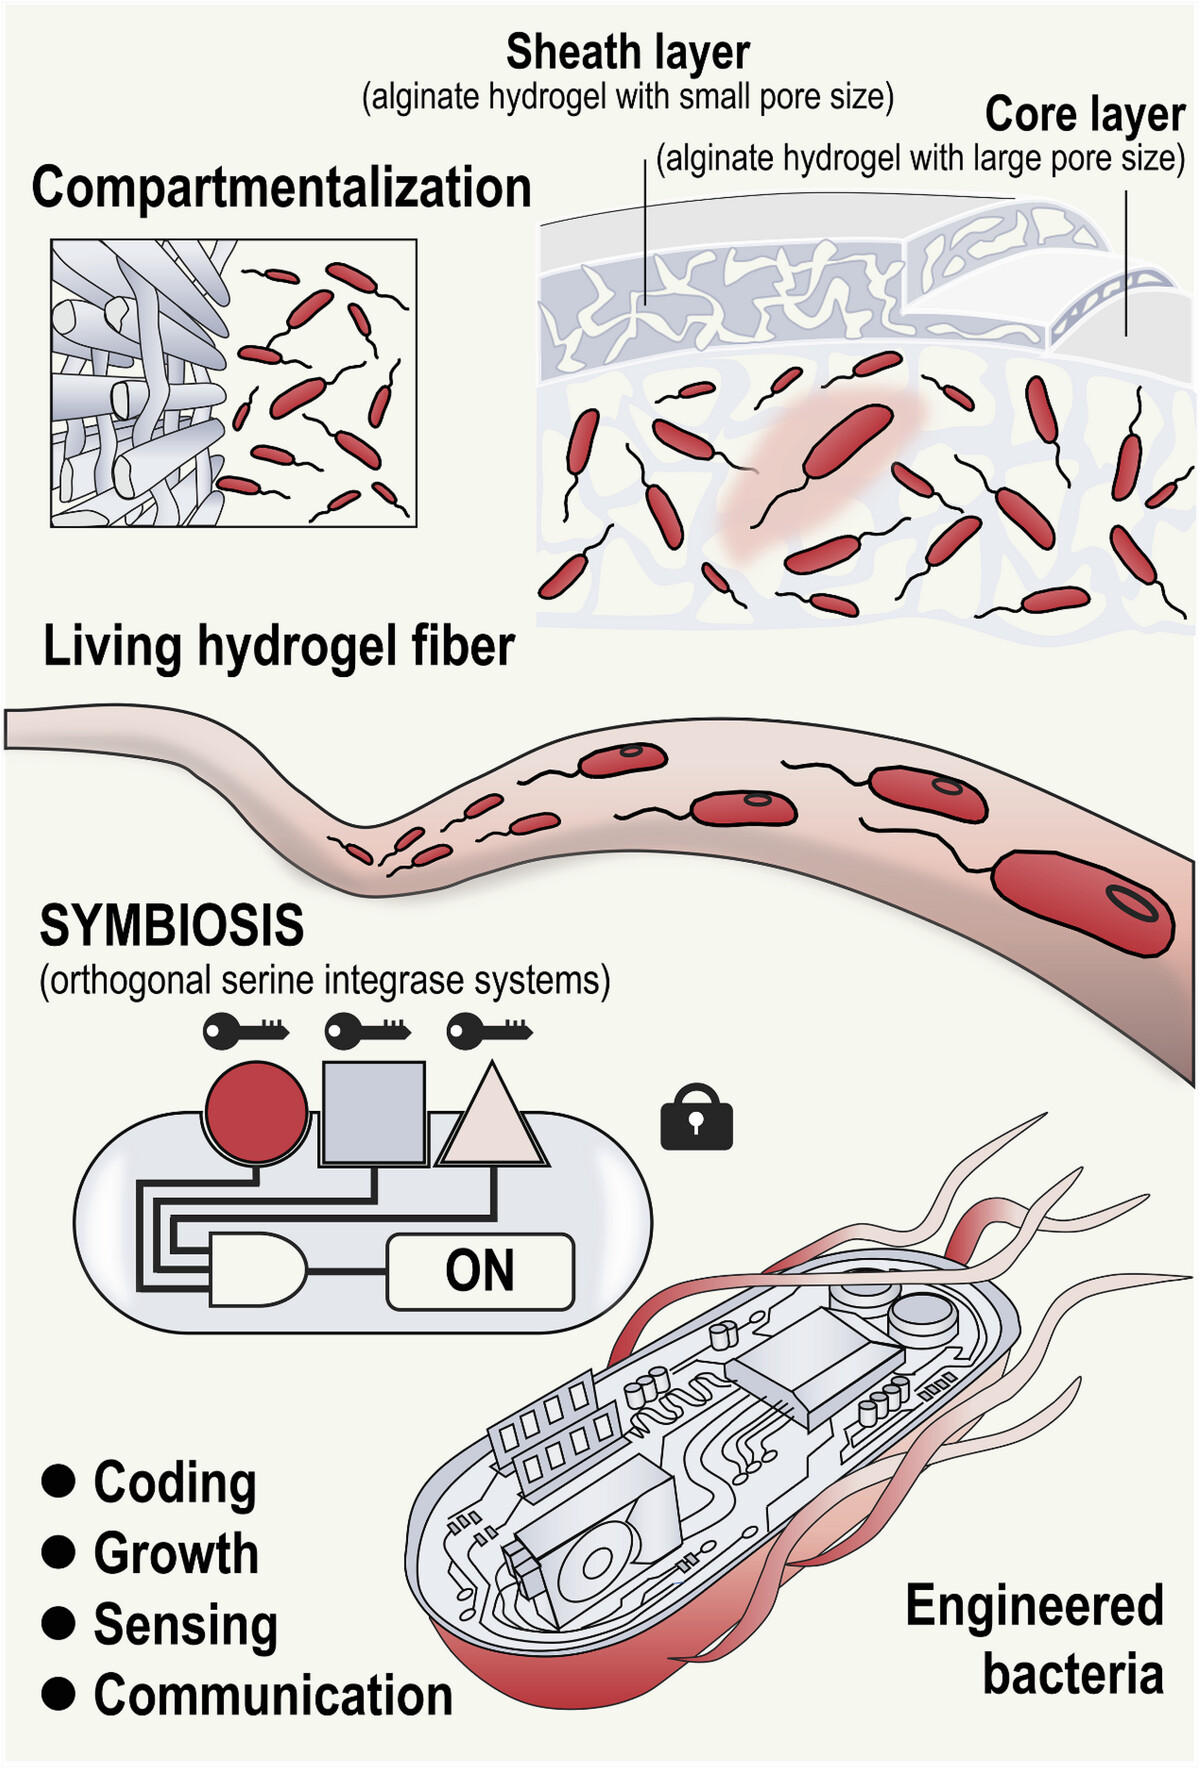 Sheath layer
(alginate hydrogel with small pore size)
Core layer
(alginate hydrogel with large pore size)
Compartmentalization
Living hydrogel fiber
SYMBIOSIS
(orthogonal serine integrase systems)
ON
● Coding
● Growth
● Sensing
● Communication
Engineered
bacteria